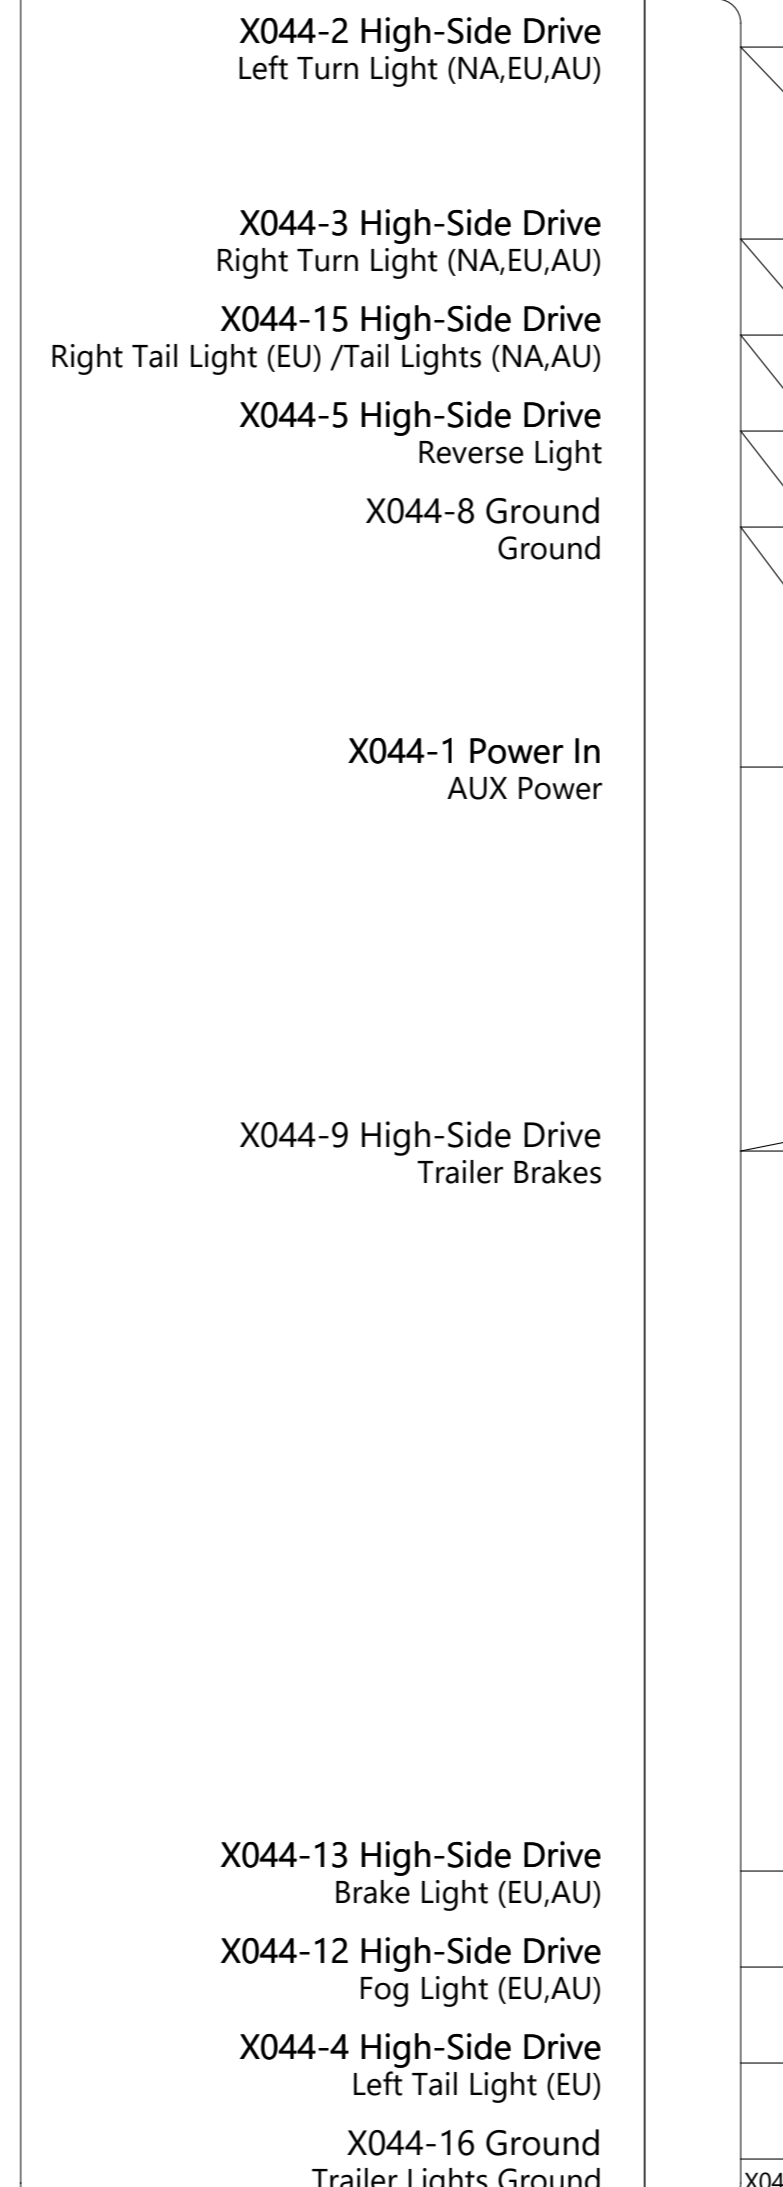 X044-2 High-Side Drive
Left Turn Light (NA,EU,AU)
X044-3 High-Side Drive
Right Turn Light (NA,EU,AU)
X044-15 High-Side Drive
Right Tail Light (EU) /Tail Lights (NA,AU)
X044-5 High-Side Drive
Reverse Light
X044-8 Ground
Ground
X044-1 Power In
AUX Power
X044-9 High-Side Drive
Trailer Brakes
X044-13 High-Side Drive
Brake Light (EU,AU)
X044-12 High-Side Drive
Fog Light (EU,AU)
X044-4 High-Side Drive
Left Tail Light (EU)
X044-16 Ground
Trailer Lights Ground
X04